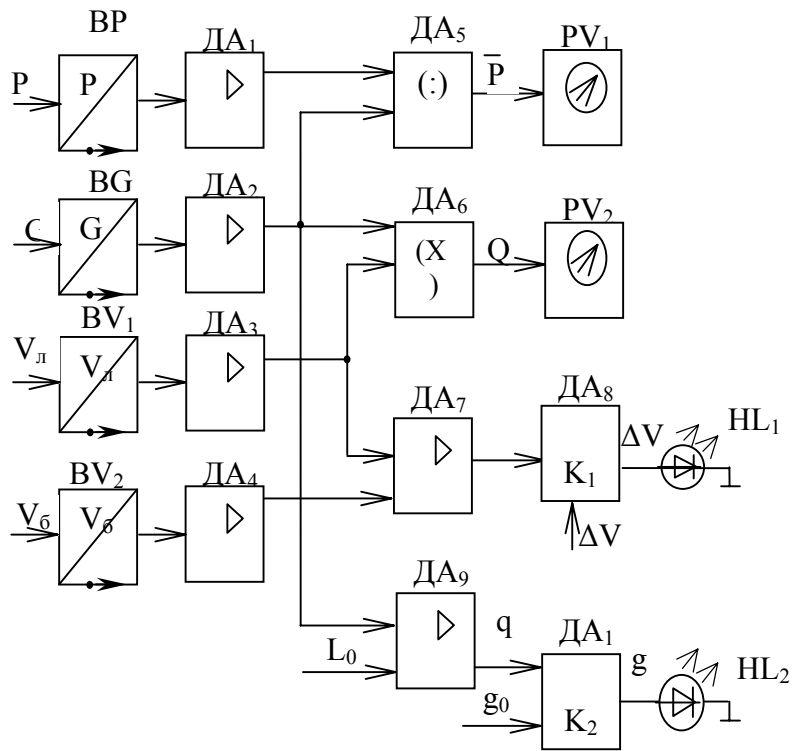 BP ДА₁ ДА₅ PV₁
P P (:) P̅
BG ДА₂ ДА₆ PV₂
G (X) Q
BV₁ ДА₃
Vл Vл
ДА₇ ДА₈ HL₁
BV₂ ДА₄ K₁ ΔV
Vб Vб ΔV
ДА₉
L₀ q ДА₁ g HL₂
g₀ K₂